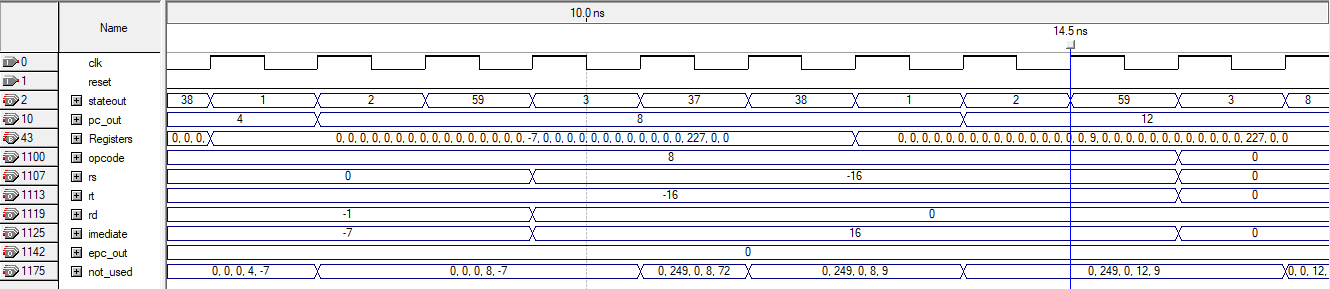 10.0 ns
Name
14.5 ns
0 clk
1 reset
2 stateout 38 1 2 59 3 37 38 1 2 59 3 8
10 pc_out 4 8 12
43 Registers 0, 0, 0, 0, 0, 0, 0, 0, 0, 0, 0, 0, 0, 0, 0, 0, 0, 0, 0, -7, 0, 0, 0, 0, 0, 0, 0, 0, 0, 0, 0, 227, 0, 0 0, 0, 0, 0, 0, 0, 0, 0, 0, 0, 0, 0, 0, 0, 0, 0, 9, 0, 0, 0, 0, 0, 0, 0, 0, 0, 0, 0, 0, 227, 0, 0
1100 opcode 8 0
1107 rs 0 -16 0
1113 rt -16 0
1119 rd -1 0
1125 imediate -7 16 0
1142 epc_out 0
1175 not_used 0, 0, 0, 4, -7 0, 0, 0, 8, -7 0, 249, 0, 8, 72 0, 249, 0, 8, 9 0, 249, 0, 12, 9 0, 0, 12,